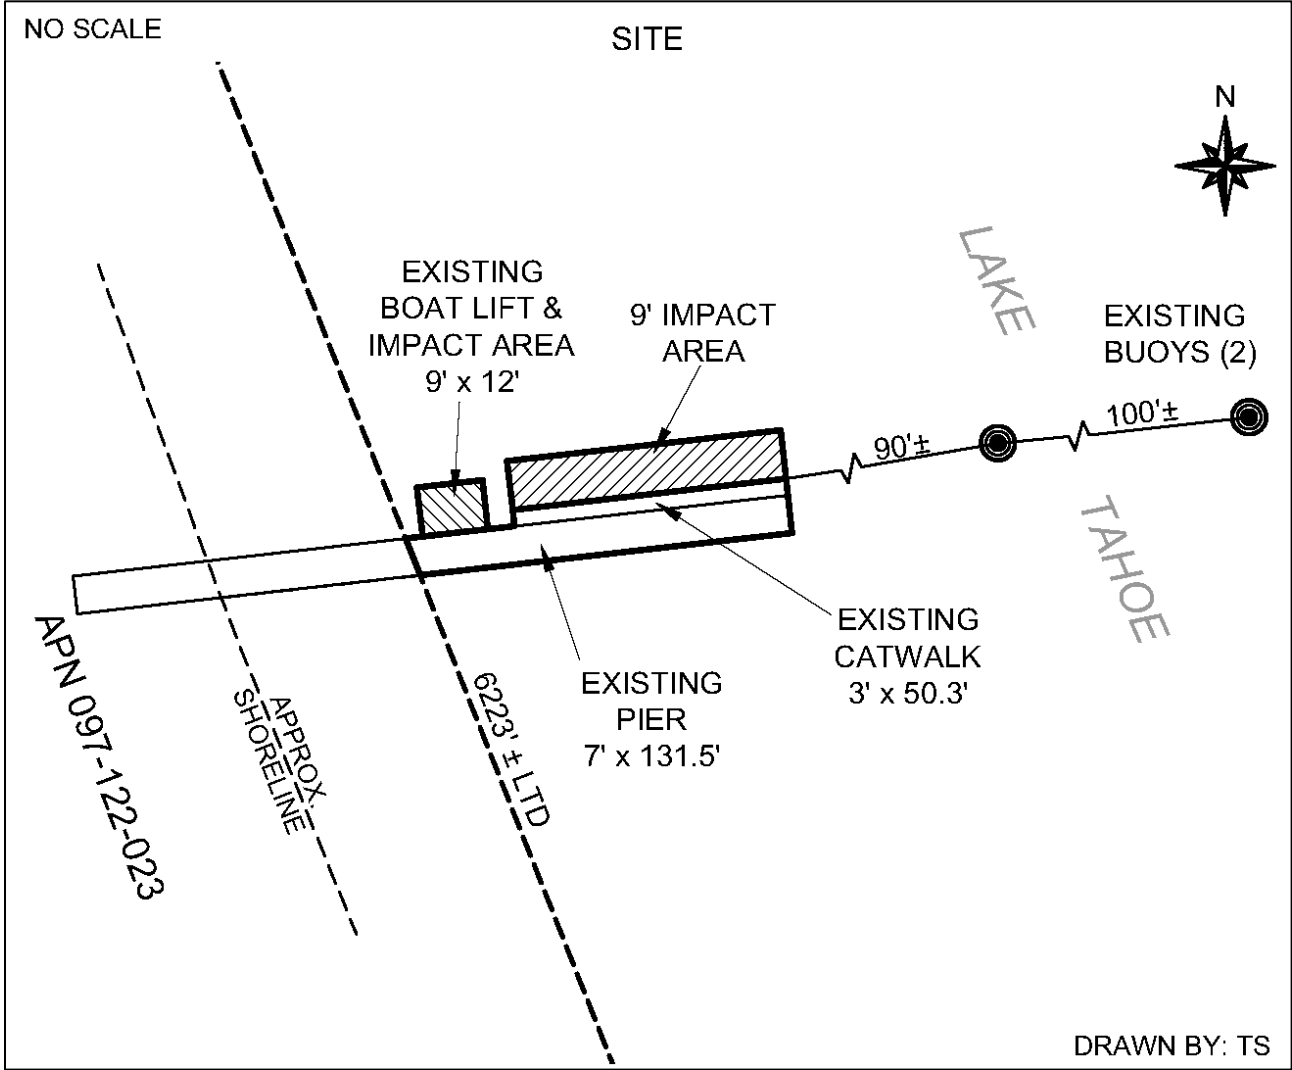 NO SCALE
SITE
N
LAKE
TAHOE
EXISTING
BOAT LIFT &
IMPACT AREA
9' x 12'
9' IMPACT
AREA
EXISTING
BUOYS (2)
90'±
100'±
EXISTING
CATWALK
3' x 50.3'
EXISTING
PIER
7' x 131.5'
APN 097-122-023
APPROX.
SHORELINE
6223' ± LTD
DRAWN BY: TS